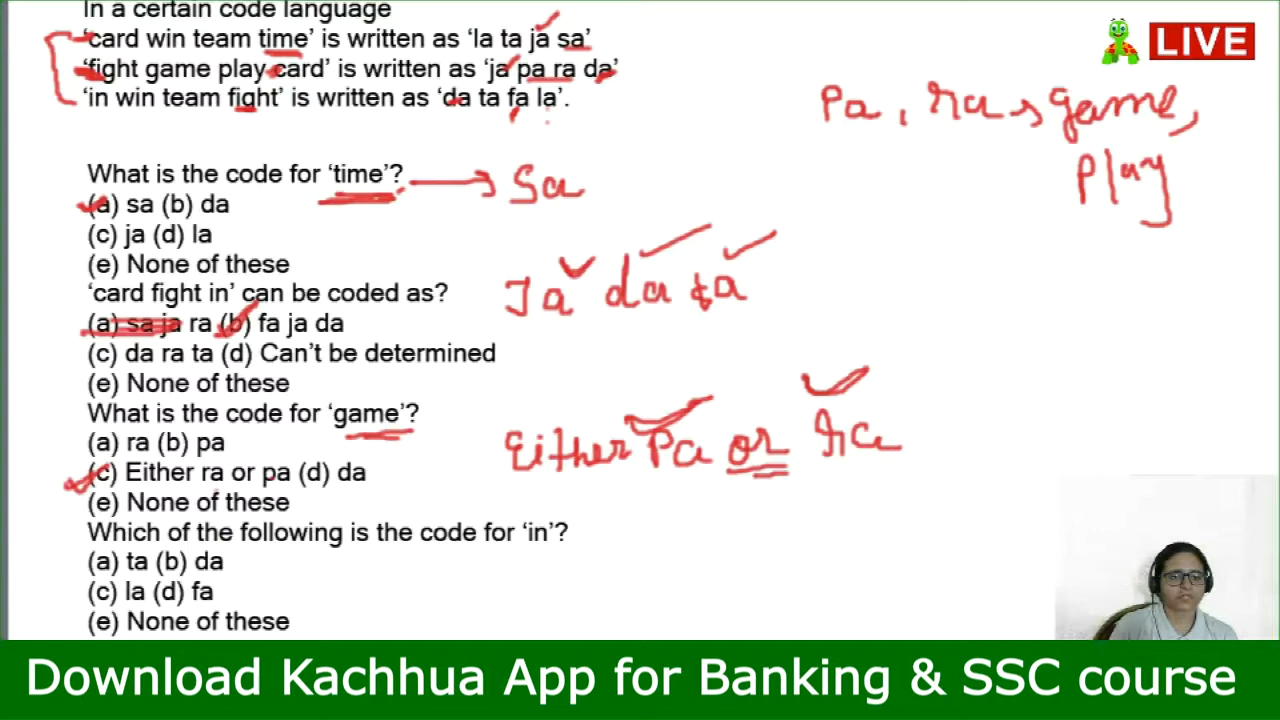 In a certain code language
'card win team time' is written as 'la ta ja sa'
'fight game play card' is written as 'ja pa ra da'
'in win team fight' is written as 'da ta fa la'.
LIVE
Pa, ra → game,
Play
What is the code for 'time'? → Sa
(a) sa (b) da
(c) ja (d) la
(e) None of these
'card fight in' can be coded as?
Ja da fa
(a) sa ja ra (b) fa ja da
(c) da ra ta (d) Can't be determined
(e) None of these
What is the code for 'game'?
Either Pa or ra
(a) ra (b) pa
(c) Either ra or pa (d) da
(e) None of these
Which of the following is the code for 'in'?
(a) ta (b) da
(c) la (d) fa
(e) None of these
Download Kachhua App for Banking & SSC course